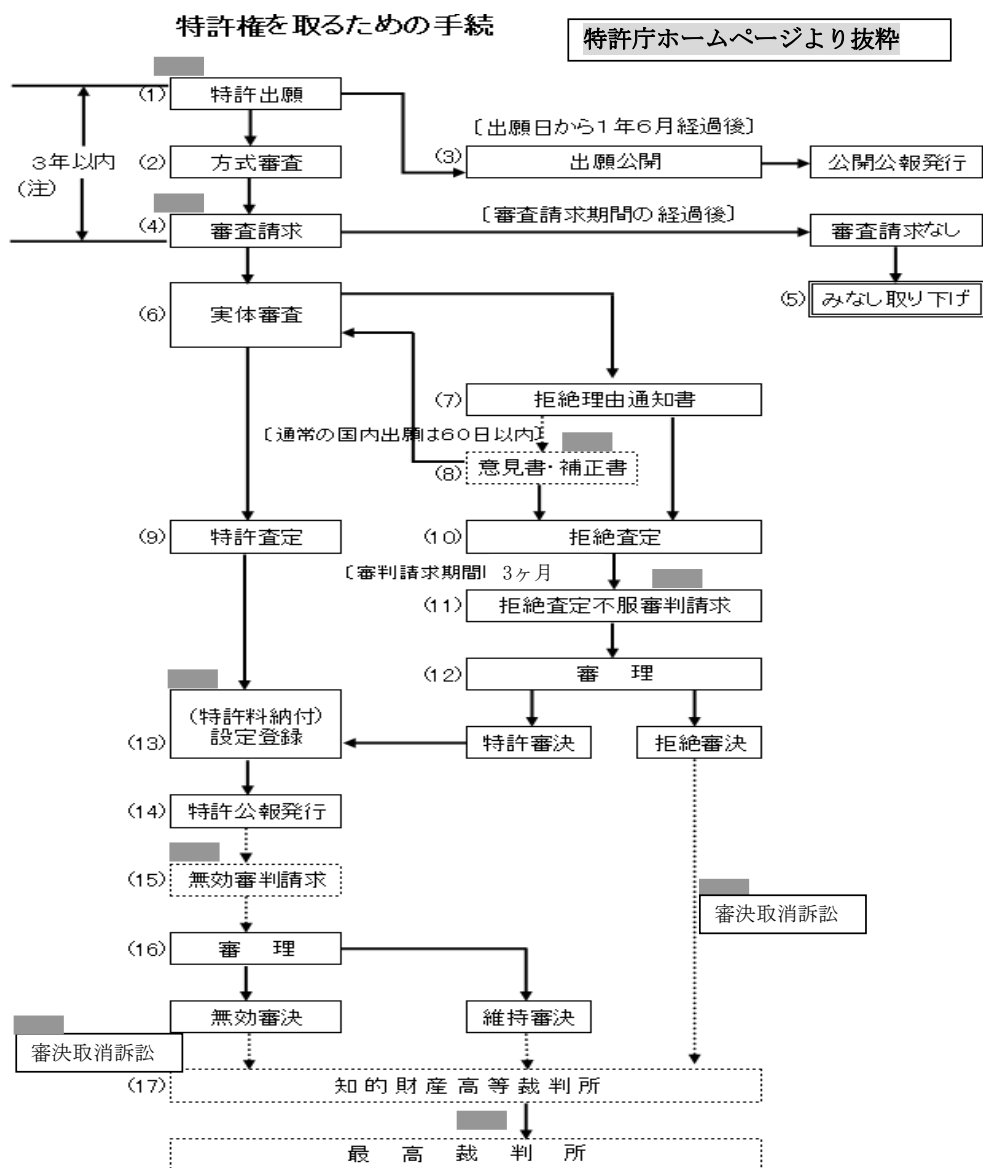 特許権を取るための手続
特許庁ホームページより抜粋
(1) 特許出願
〔出願日から1年6月経過後〕
3年以内
(注)
(2) 方式審査
(3) 出願公開
公開公報発行
(4) 審査請求
〔審査請求期間の経過後〕
審査請求なし
(5) みなし取り下げ
(6) 実体審査
(7) 拒絶理由通知書
〔通常の国内出願は60日以内〕
(8) 意見書・補正書
(9) 特許査定
(10) 拒絶査定
〔審判請求期間 3ヶ月
(11) 拒絶査定不服審判請求
(12) 審 理
(13) (特許料納付)
設定登録
特許審決
拒絶審決
(14) 特許公報発行
(15) 無効審判請求
審決取消訴訟
(16) 審 理
無効審決
維持審決
審決取消訴訟
(17) 知的財産高等裁判所
最 高 裁 判 所